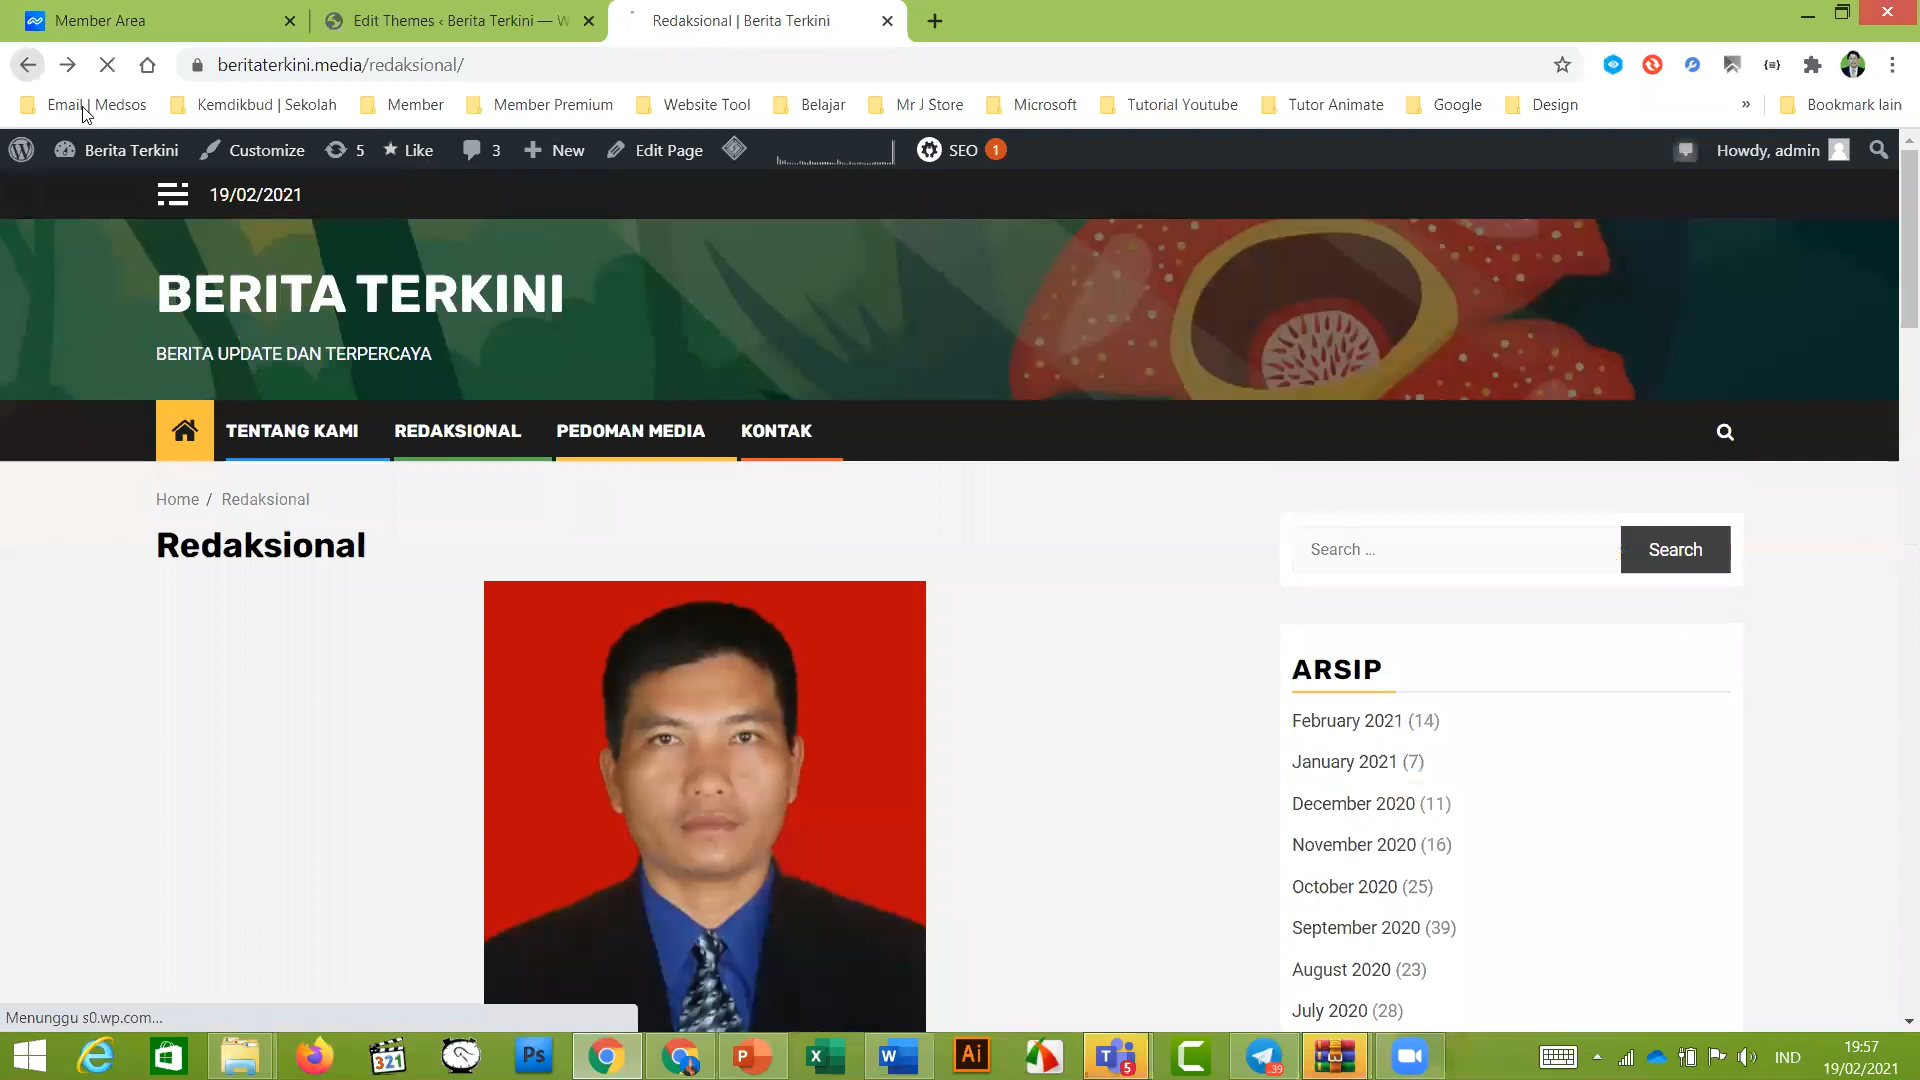 Member Area
Edit Themes ‹ Berita Terkini — W
Redaksional | Berita Terkini
beritaterkini.media/redaksional/
Email | Medsos
Kemdikbud | Sekolah
Member
Member Premium
Website Tool
Belajar
Mr J Store
Microsoft
Tutorial Youtube
Tutor Animate
Google
Design
»
Bookmark lain
Berita Terkini
Customize
5
Like
3
New
Edit Page
SEO 1
Howdy, admin
19/02/2021
BERITA TERKINI
BERITA UPDATE DAN TERPERCAYA
TENTANG KAMI
REDAKSIONAL
PEDOMAN MEDIA
KONTAK
Home / Redaksional
Redaksional
Search ...
Search
ARSIP
February 2021 (14)
January 2021 (7)
December 2020 (11)
November 2020 (16)
October 2020 (25)
September 2020 (39)
August 2020 (23)
July 2020 (28)
Menunggu s0.wp.com...
321
Ps
Ai
5
39
IND
19:57
19/02/2021